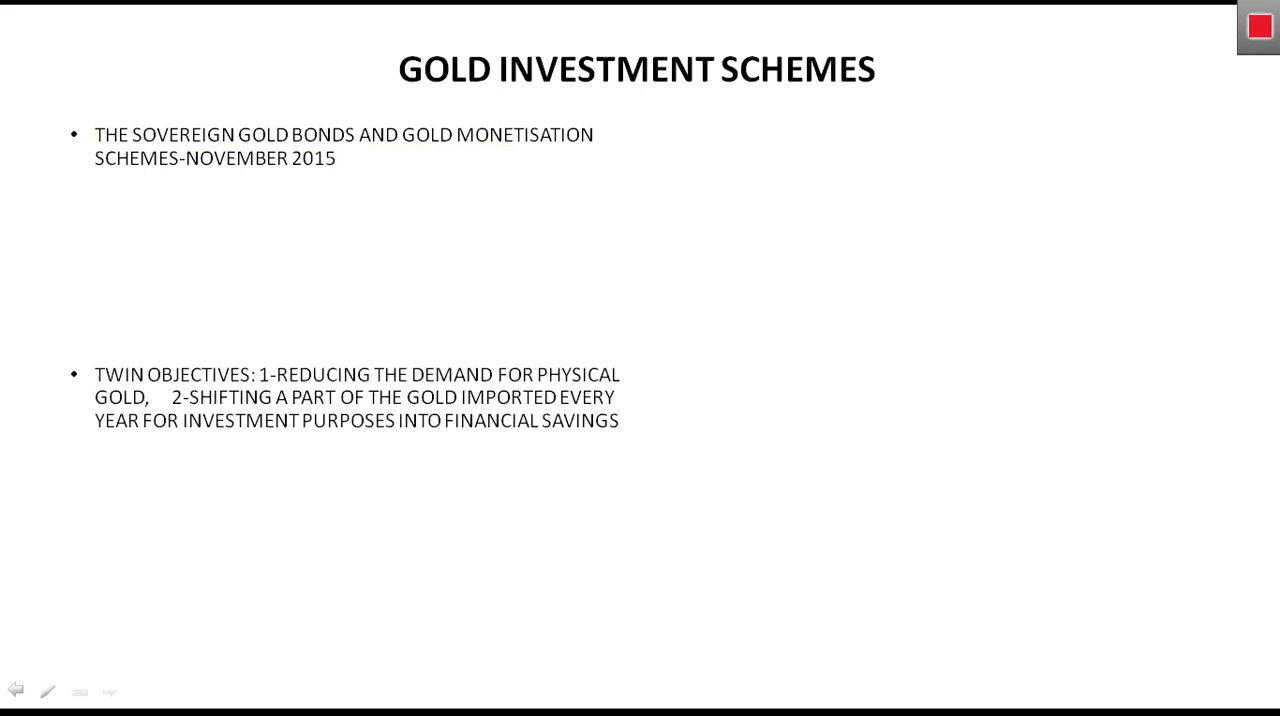 GOLD INVESTMENT SCHEMES
• THE SOVEREIGN GOLD BONDS AND GOLD MONETISATION
SCHEMES-NOVEMBER 2015
• TWIN OBJECTIVES: 1-REDUCING THE DEMAND FOR PHYSICAL
GOLD, 2-SHIFTING A PART OF THE GOLD IMPORTED EVERY
YEAR FOR INVESTMENT PURPOSES INTO FINANCIAL SAVINGS